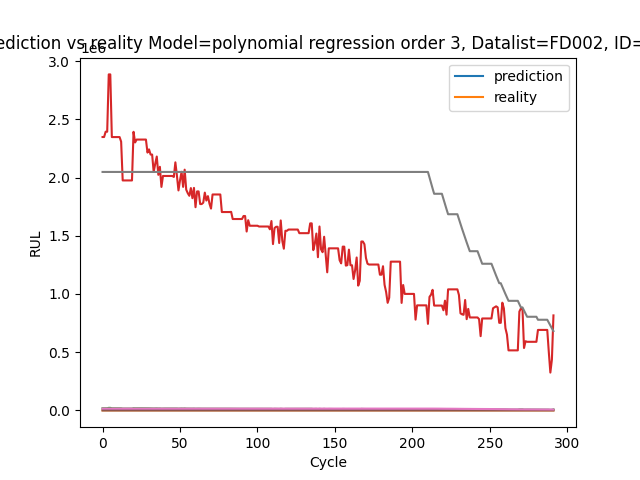 ediction vs reality Model=polynomial regression order 3, Datalist=FD002, ID=
1e6
3.0
2.5
2.0
1.5
1.0
0.5
0.0
RUL
prediction
reality
0 50 100 150 200 250 300
Cycle